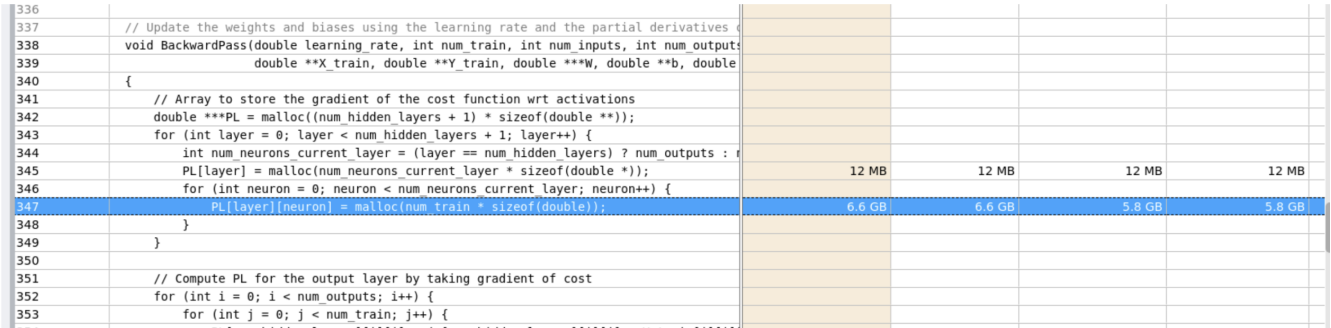 336
337 // Update the weights and biases using the learning rate and the partial derivatives
338 void BackwardPass(double learning_rate, int num_train, int num_inputs, int num_outputs
339 double **X_train, double **Y_train, double ***W, double **b, double
340 {
341 // Array to store the gradient of the cost function wrt activations
342 double ***PL = malloc((num_hidden_layers + 1) * sizeof(double **));
343 for (int layer = 0; layer < num_hidden_layers + 1; layer++) {
344 int num_neurons_current_layer = (layer == num_hidden_layers) ? num_outputs :
345 PL[layer] = malloc(num_neurons_current_layer * sizeof(double *)); 12 MB 12 MB 12 MB 12 MB
346 for (int neuron = 0; neuron < num_neurons_current_layer; neuron++) {
347 PL[layer][neuron] = malloc(num_train * sizeof(double)); 6.6 GB 6.6 GB 5.8 GB 5.8 GB
348 }
349 }
350
351 // Compute PL for the output layer by taking gradient of cost
352 for (int i = 0; i < num_outputs; i++) {
353 for (int j = 0; j < num_train; j++) {